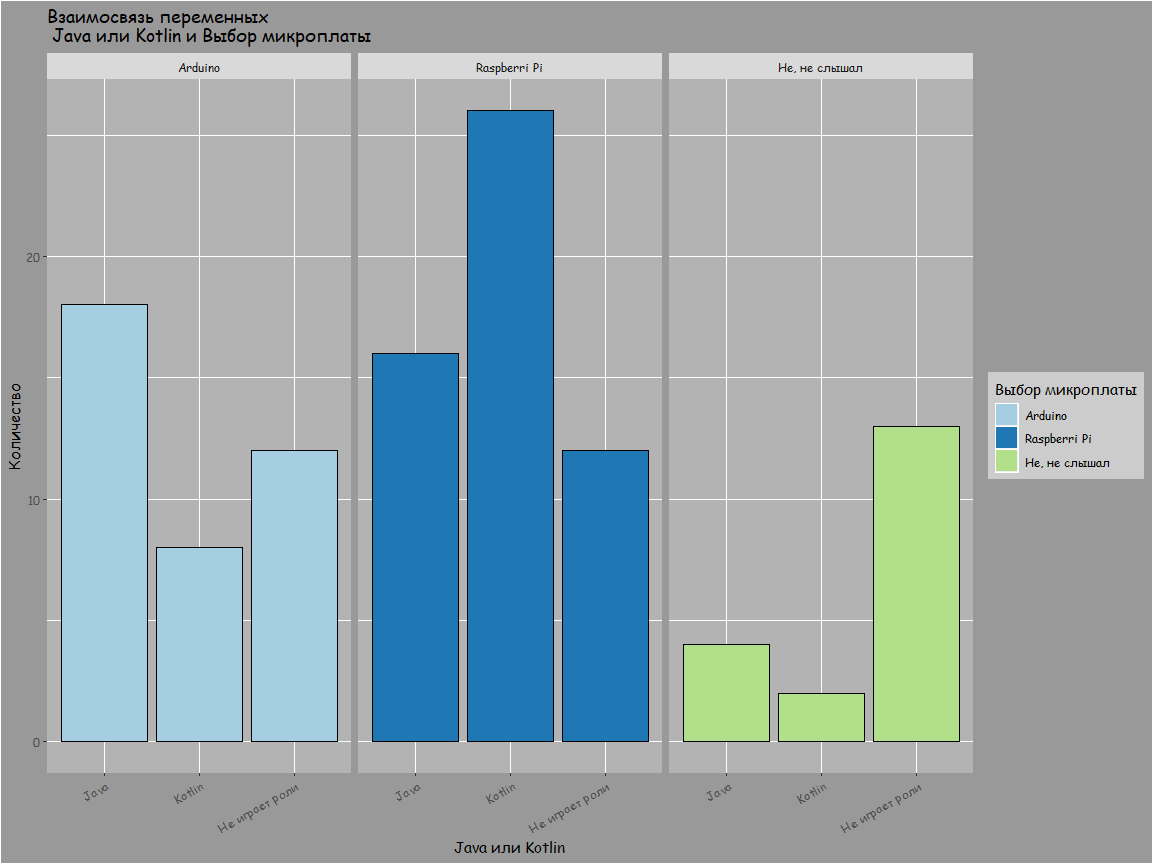 Взаимосвязь переменных
Java или Kotlin и Выбор микроплаты
Arduino
Raspberri Pi
Не, не слышал
Количество
20
10
0
Java
Kotlin
Не играет роли
Java
Kotlin
Не играет роли
Java
Kotlin
Не играет роли
Java или Kotlin
Выбор микроплаты
Arduino
Raspberri Pi
Не, не слышал